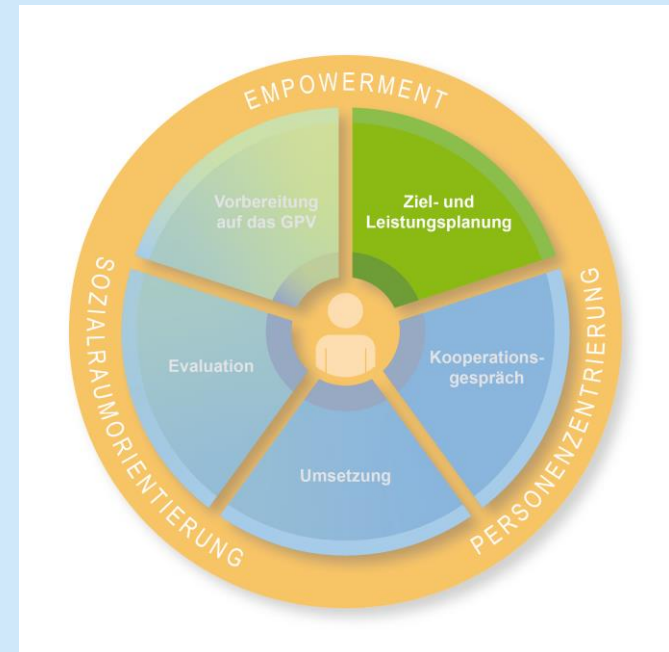 EMPOWERMENT
Vorbereitung
auf das GPV
Ziel- und
Leistungsplanung
SOZIALRAUMORIENTIERUNG
PERSONENZENTRIERUNG
Evaluation
Kooperations-
gespräch
Umsetzung